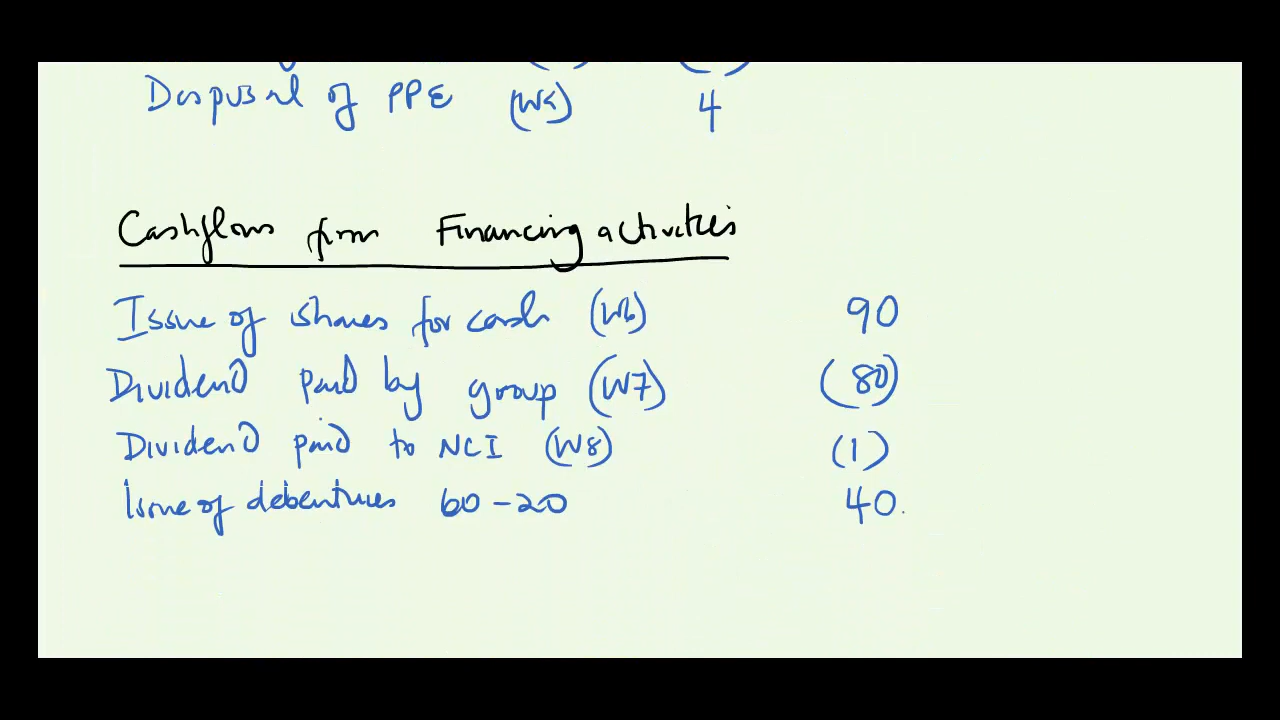 Disposal of PPE (W5) 4
Cashflows from Financing activities
Issue of shares for cash (W6) 90
Dividend paid by group (W7) (80)
Dividend paid to NCI (W8) (1)
Issue of debentures 60-20 40.